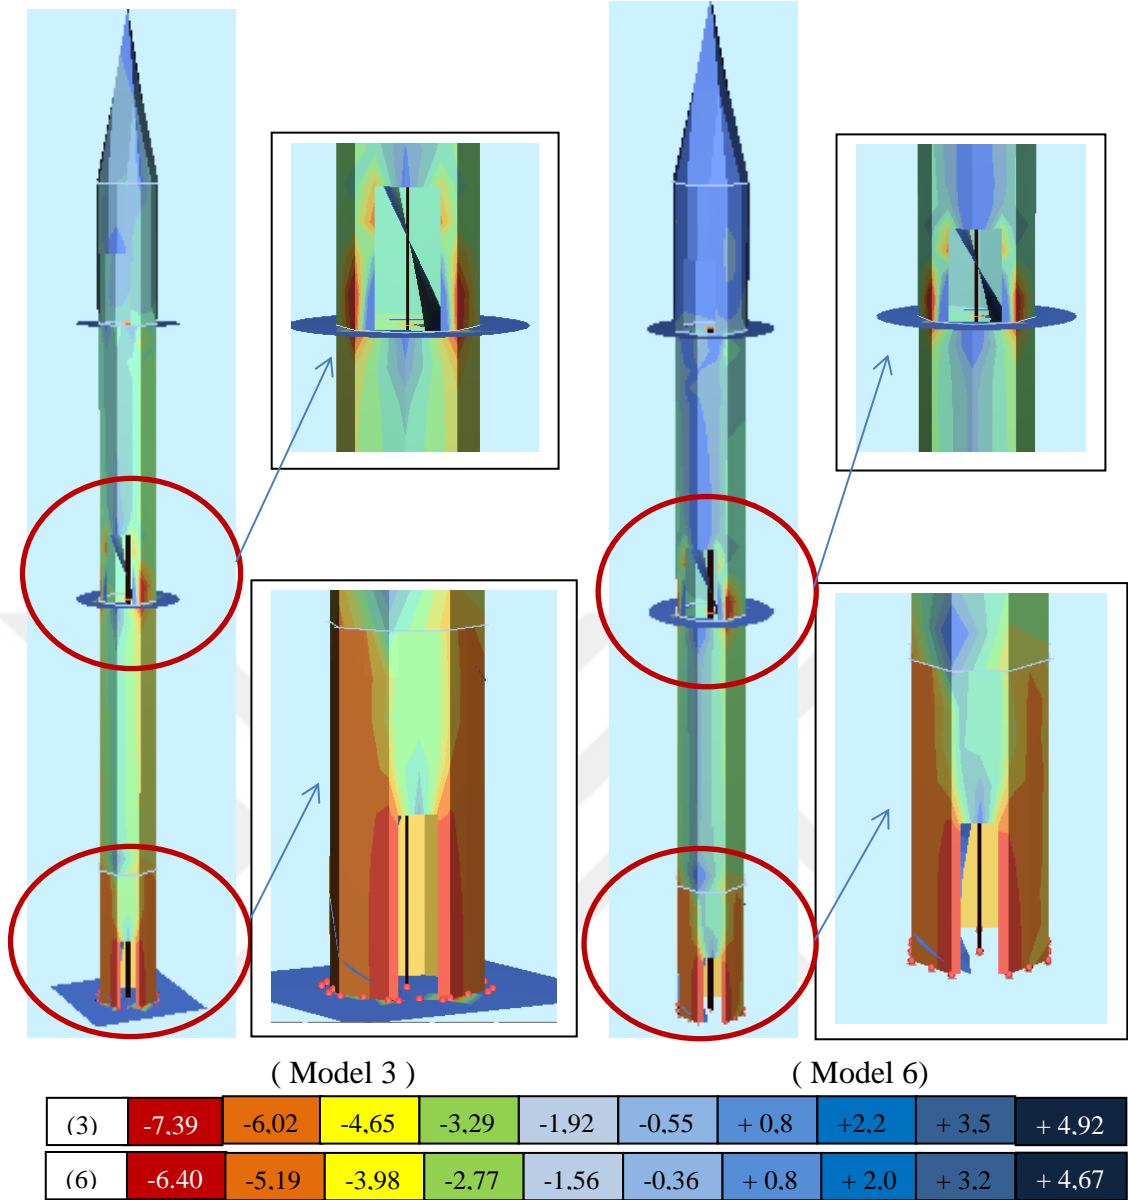 ( Model 3 )
( Model 6)
(3) -7,39 -6,02 -4,65 -3,29 -1,92 -0,55 + 0,8 +2,2 + 3,5 + 4,92
(6) -6,40 -5,19 -3,98 -2,77 -1,56 -0,36 + 0,8 + 2,0 + 3,2 + 4,67